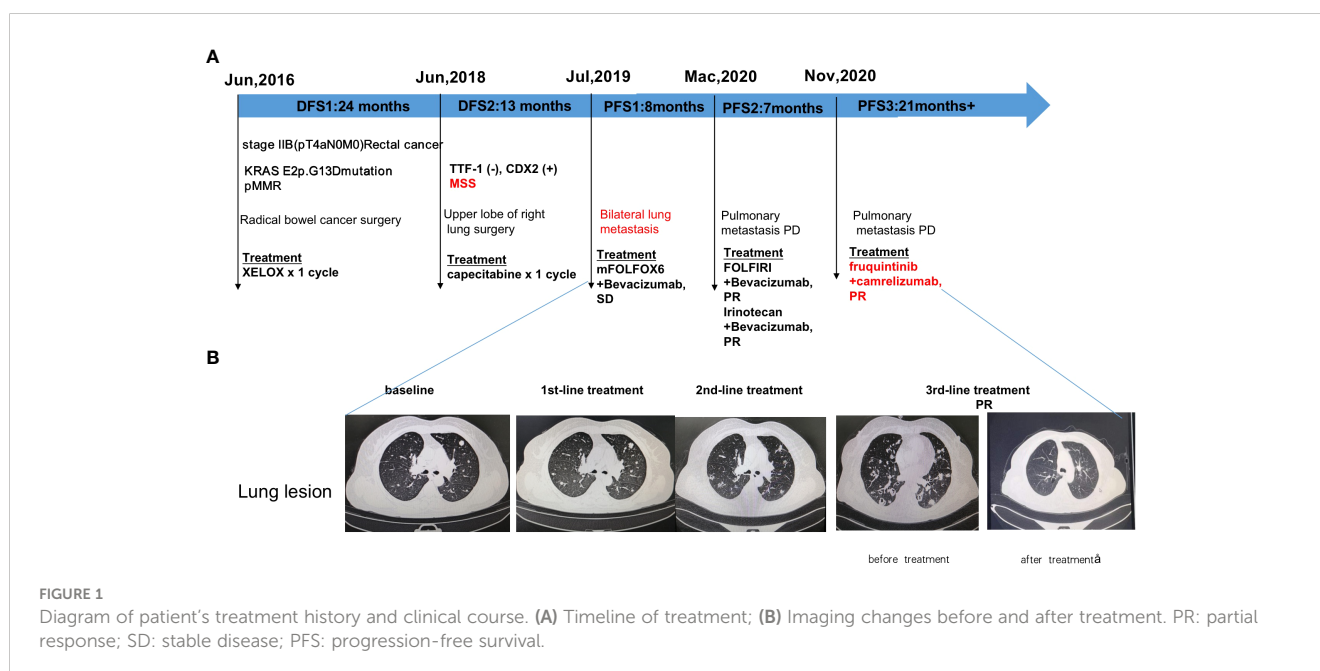 A
Jun,2016
Jun,2018
Jul,2019
Mac,2020
Nov,2020
DFS1:24 months
DFS2:13 months
PFS1:8months
PFS2:7months
PFS3:21months+
stage IIB(pT4aN0M0)Rectal cancer
KRAS E2p.G13Dmutation
pMMR
Radical bowel cancer surgery
Treatment
XELOX x 1 cycle
TTF-1 (-), CDX2 (+)
MSS
Upper lobe of right
lung surgery
Treatment
capecitabine x 1 cycle
Bilateral lung
metastasis
Treatment
mFOLFOX6
+Bevacizumab,
SD
Pulmonary
metastasis PD
Treatment
FOLFIRI
+Bevacizumab,
PR
Irinotecan
+Bevacizumab,
PR
Pulmonary
metastasis PD
Treatment
fruquintinib
+camrelizumab,
PR
B
baseline
1st-line treatment
2nd-line treatment
3rd-line treatment
PR
Lung lesion
before treatment
after treatmentå
FIGURE 1
Diagram of patient's treatment history and clinical course. (A) Timeline of treatment; (B) Imaging changes before and after treatment. PR: partial
response; SD: stable disease; PFS: progression-free survival.